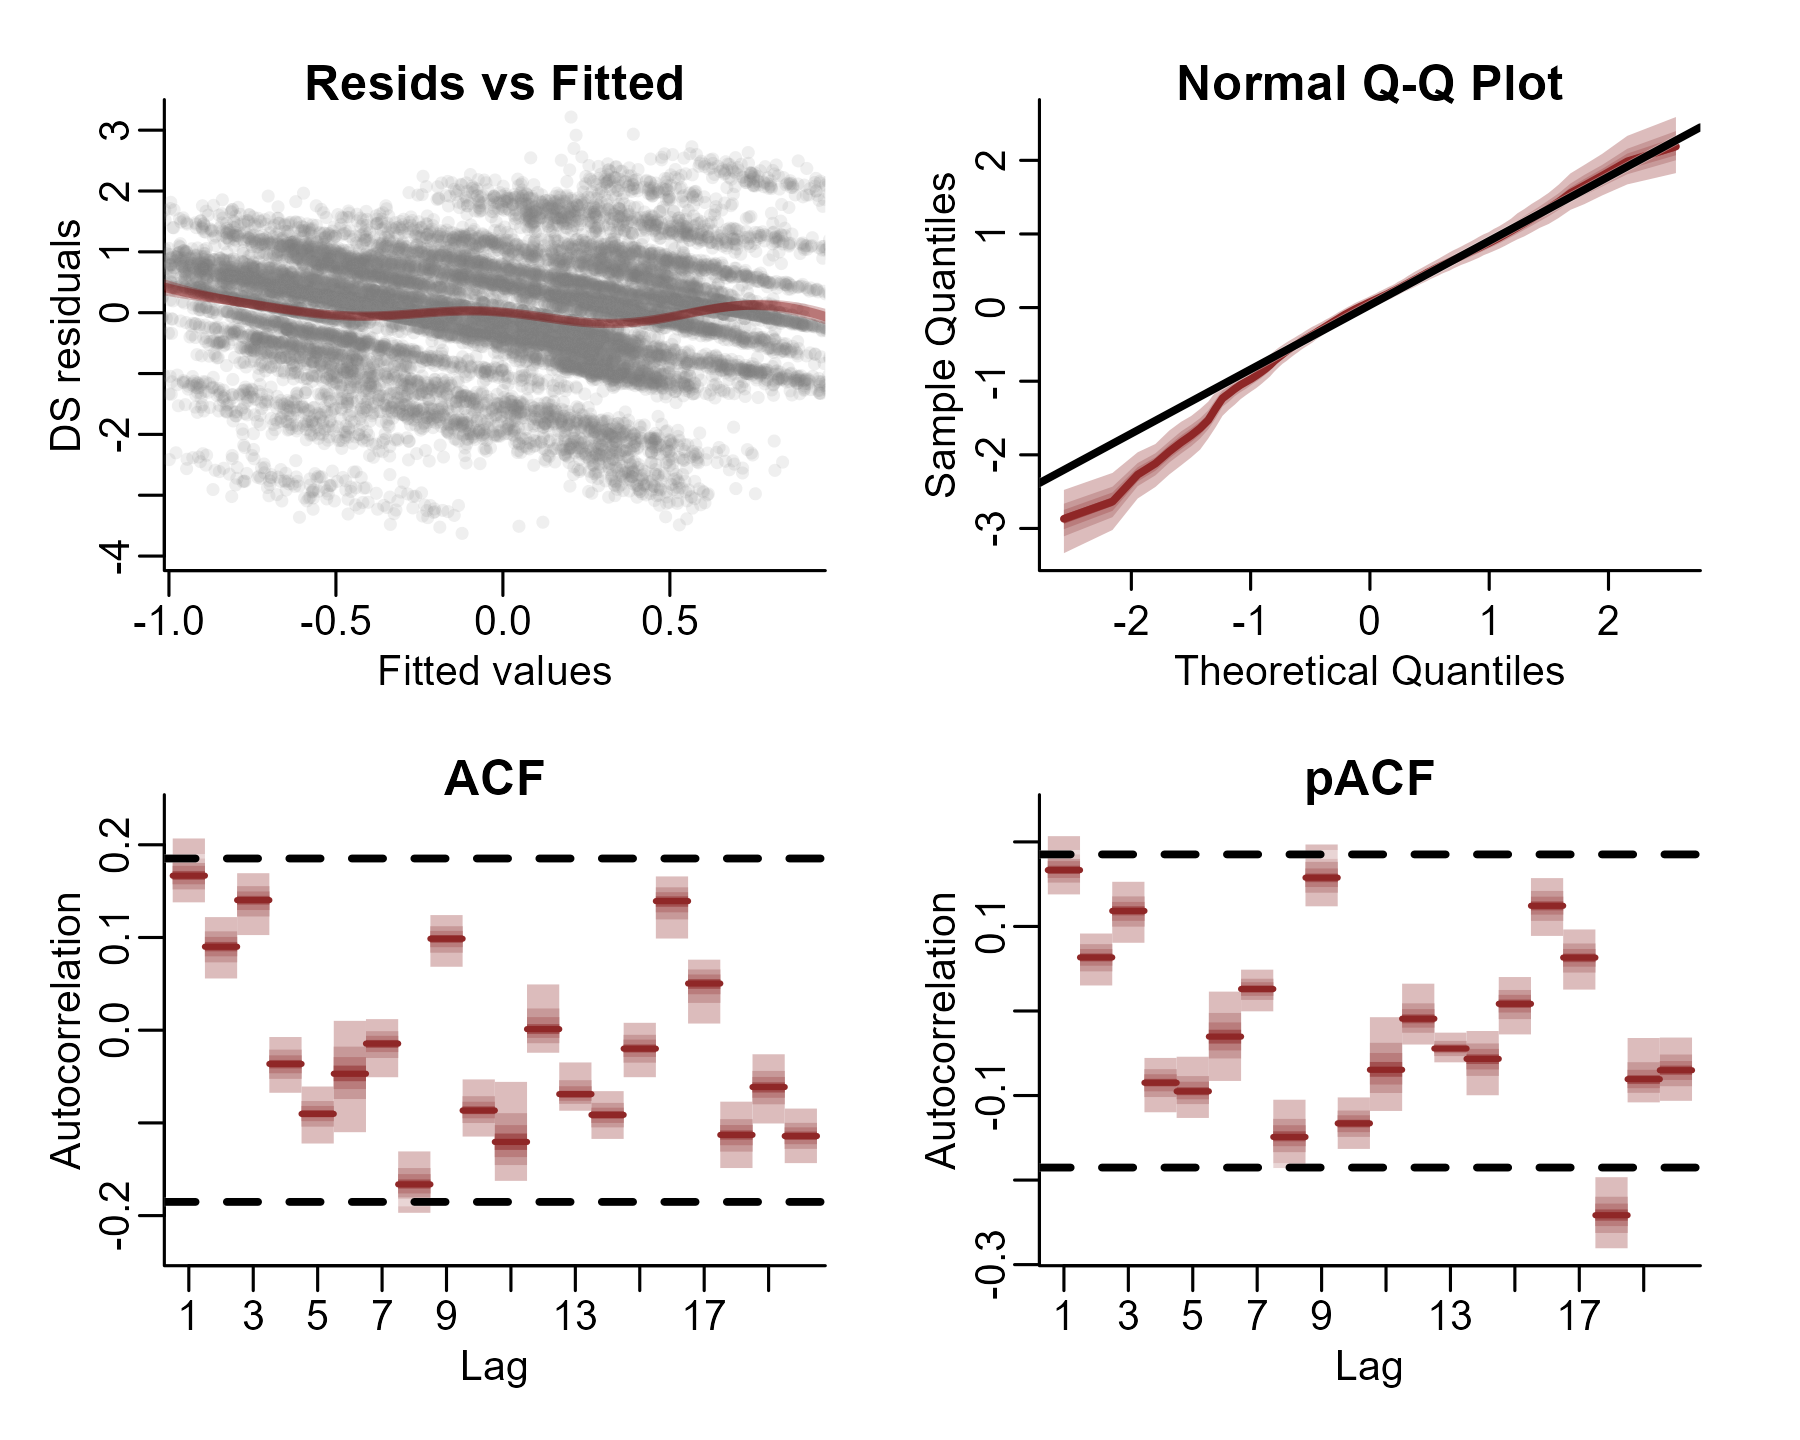 Resids vs Fitted
DS residuals
3
2
1
0
-2
-4
-1.0 -0.5 0.0 0.5
Fitted values
Normal Q-Q Plot
Sample Quantiles
2
1
0
-1
-2
-3
-2 -1 0 1 2
Theoretical Quantiles
ACF
Autocorrelation
0.2
0.1
0.0
-0.2
1 3 5 7 9 13 17
Lag
pACF
Autocorrelation
0.1
-0.1
-0.3
1 3 5 7 9 13 17
Lag